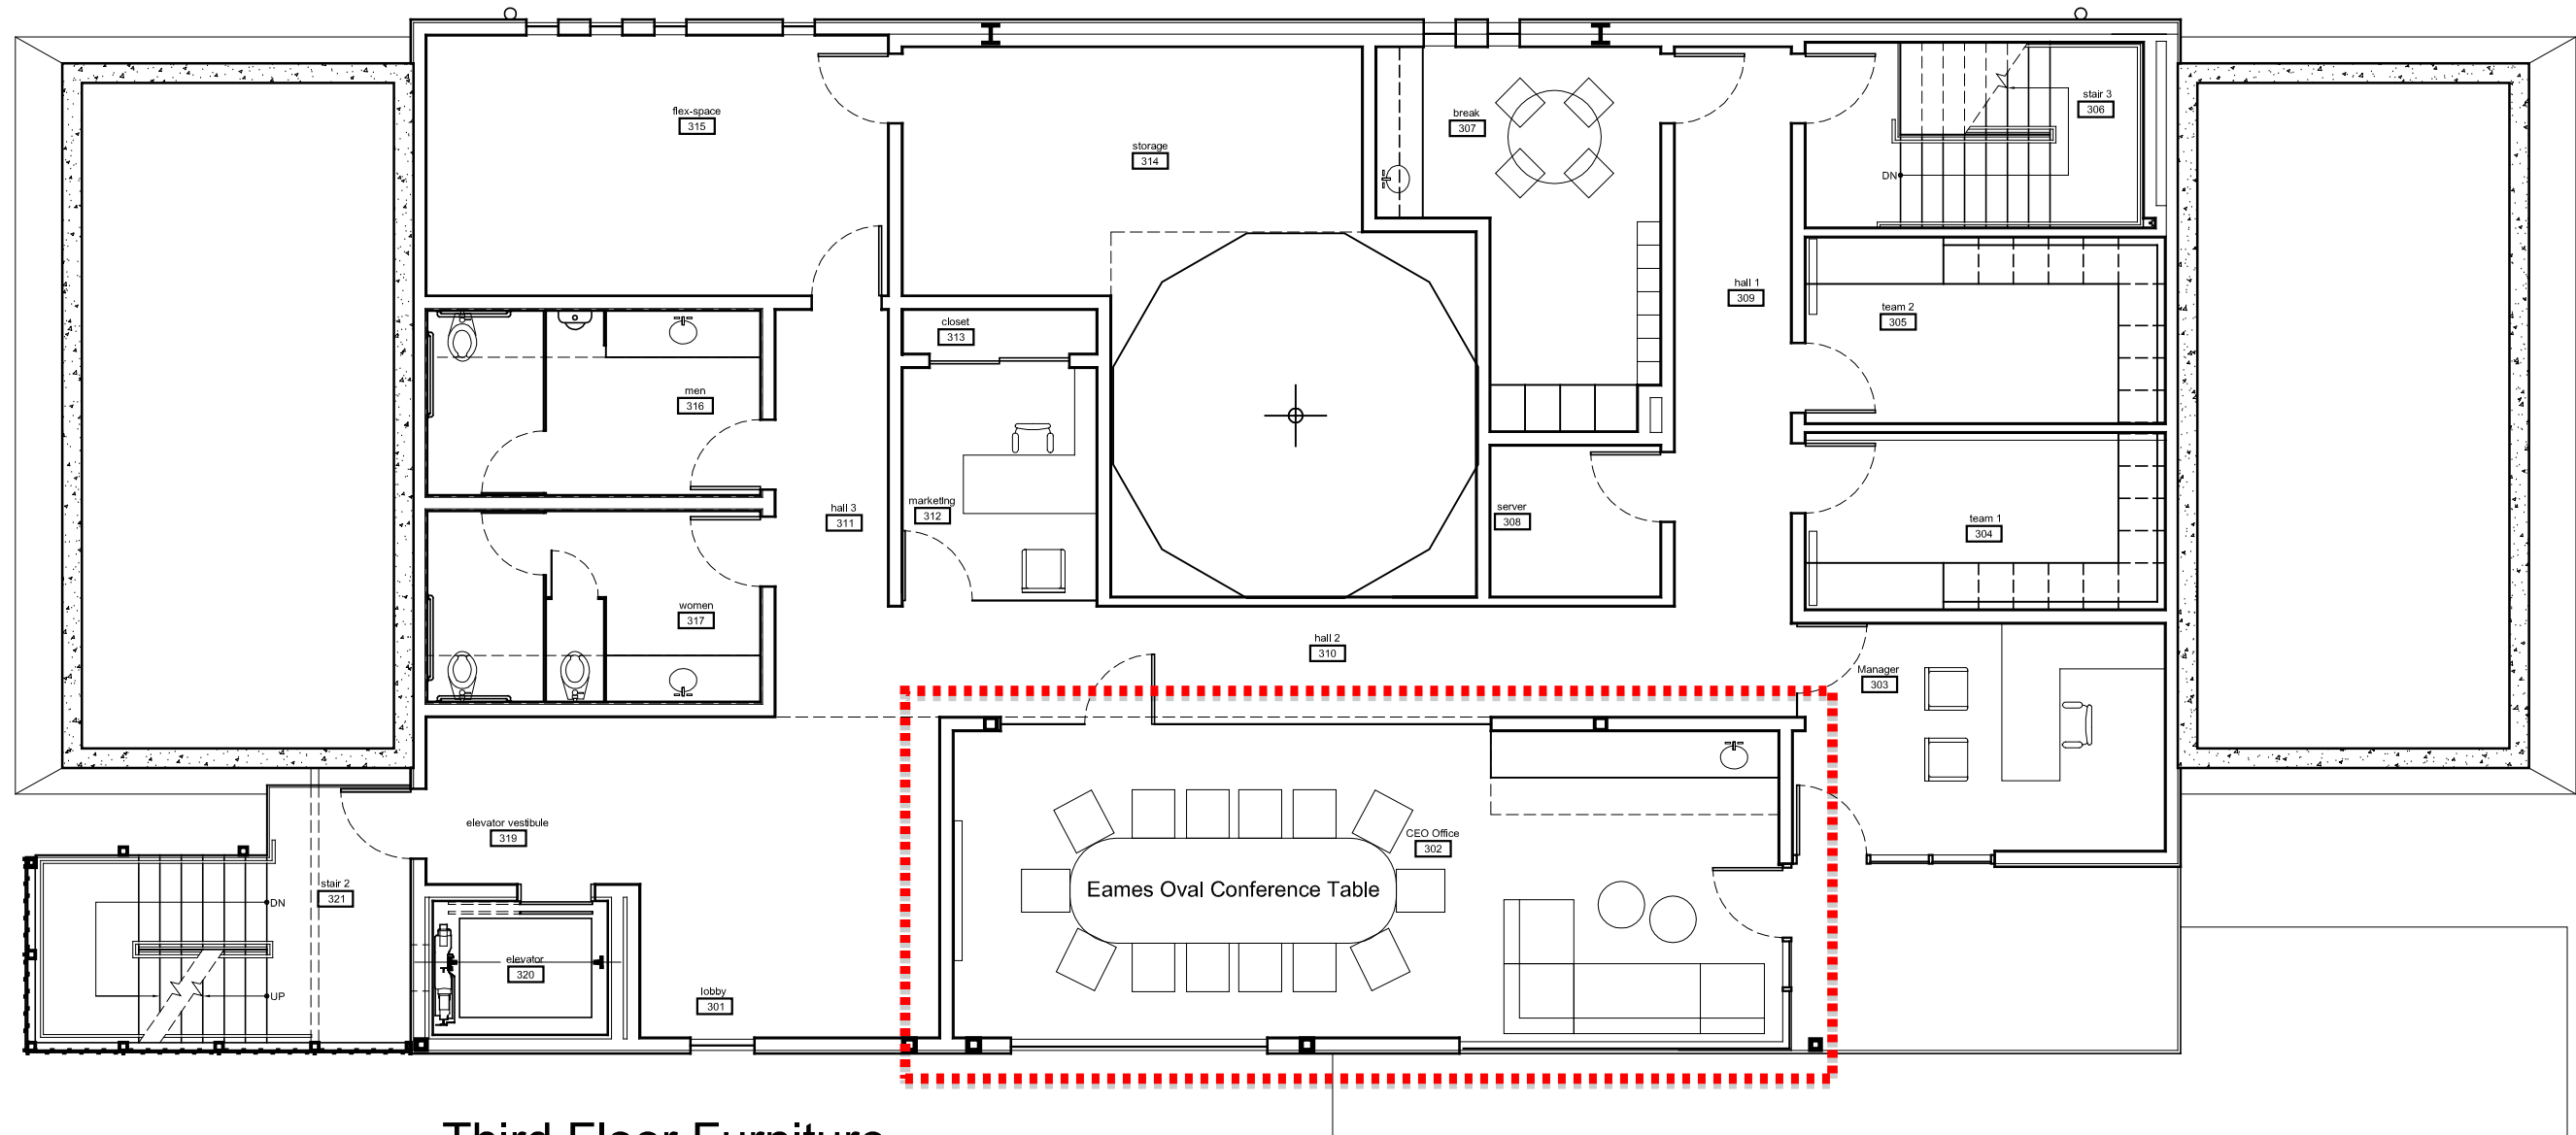 flex-space
315
storage
314
break
307
stair 3
306
DN
hall 1
309
team 2
305
closet
313
men
316
marketing
312
hall 3
311
server
308
team 1
304
women
317
hall 2
310
Manager
303
elevator vestibule
319
CEO Office
302
Eames Oval Conference Table
stair 2
321
DN
elevator
320
UP
lobby
301
Third Floor Furniture